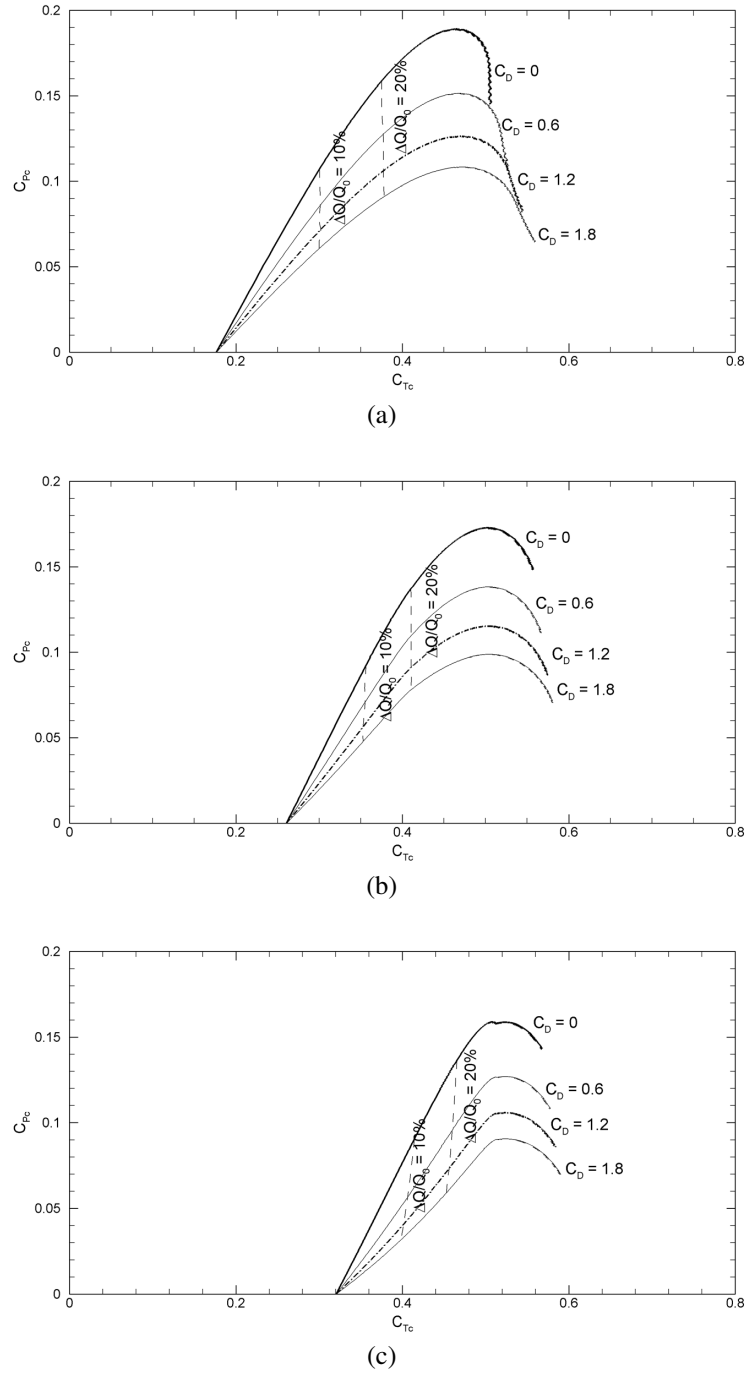 0.2
0.15
0.1
0.05
0
C_Pc
C_D = 0
C_D = 0.6
C_D = 1.2
C_D = 1.8
ΔQ/Q_0 = 10%
ΔQ/Q_0 = 20%
0 0.2 0.4 0.6 0.8
C_Tc
(a)
0.2
0.15
0.1
0.05
0
C_Pc
C_D = 0
C_D = 0.6
C_D = 1.2
C_D = 1.8
ΔQ/Q_0 = 10%
ΔQ/Q_0 = 20%
0 0.2 0.4 0.6 0.8
C_Tc
(b)
0.2
0.15
0.1
0.05
0
C_Pc
C_D = 0
C_D = 0.6
C_D = 1.2
C_D = 1.8
ΔQ/Q_0 = 10%
ΔQ/Q_0 = 20%
0 0.2 0.4 0.6 0.8
C_Tc
(c)